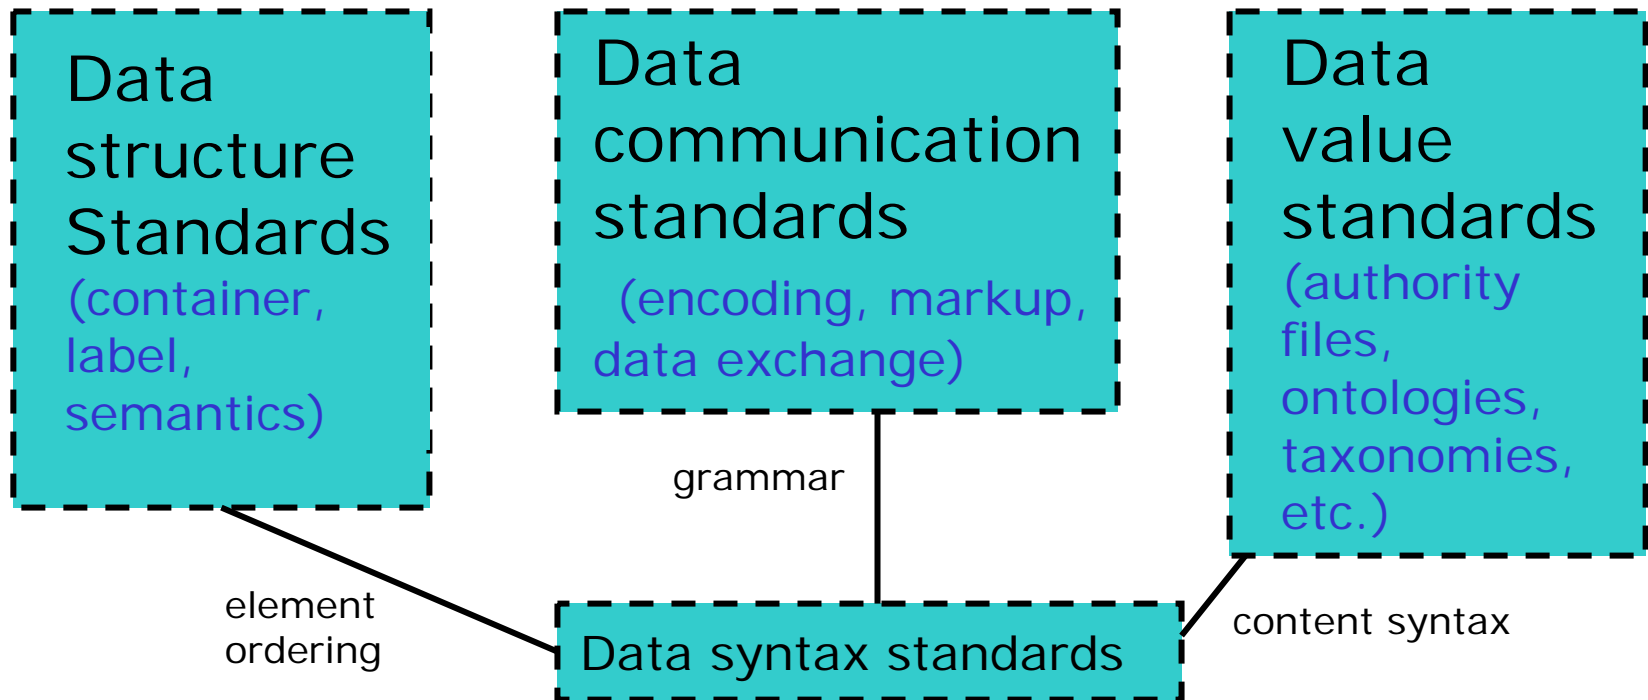 Data
structure
Standards
(container,
label,
semantics)
Data
communication
standards
(encoding, markup,
data exchange)
Data
value
standards
(authority
files,
ontologies,
taxonomies,
etc.)
grammar
element
ordering
content syntax
Data syntax standards